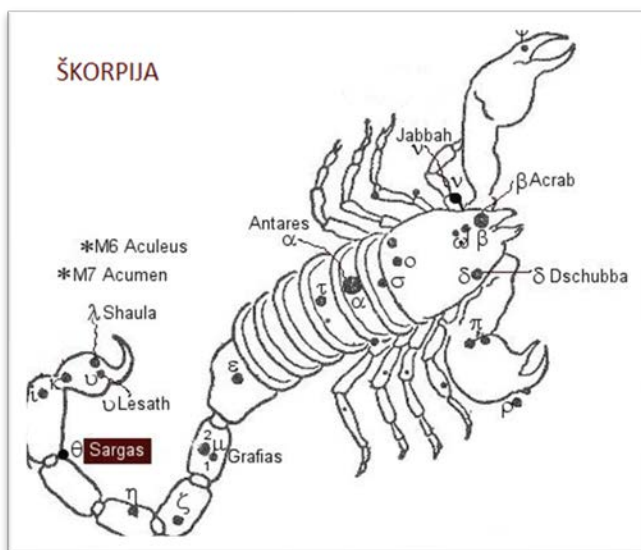 ŠKORPIJA
ψ
Jabbah
ν
ν
β Acrab
Antares
α
ω β
*M6 Aculeus
ο
σ
δ δ Dschubba
*M7 Acumen
τ
α
λ Shaula
π
ε
ι κ υ
υ Lesath
ρ
θ Sargas
2
μ
1
Grafias
η
ζ